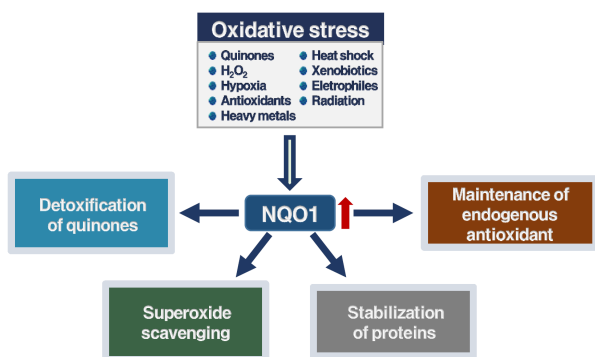 Oxidative stress
Quinones
H₂O₂
Hypoxia
Antioxidants
Heavy metals
Heat shock
Xenobiotics
Eletrophiles
Radiation
NQO1
Detoxification
of quinones
Maintenance of
endogenous
antioxidant
Superoxide
scavenging
Stabilization
of proteins